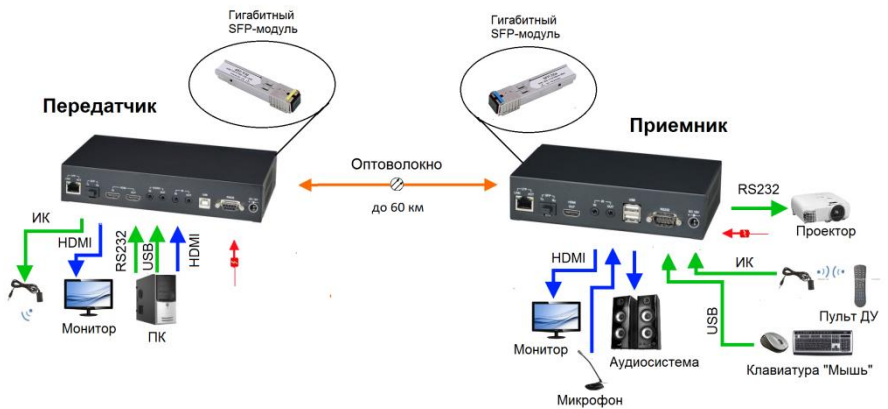 Гигабитный
SFP-модуль
Гигабитный
SFP-модуль
Передатчик
Приемник
Оптоволокно
до 60 км
ИК
HDMI
RS232
USB
HDMI
Монитор
ПК
RS232
Проектор
HDMI
ИК
USB
Пульт ДУ
Монитор
Аудиосистема
Микрофон
Клавиатура "Мышь"